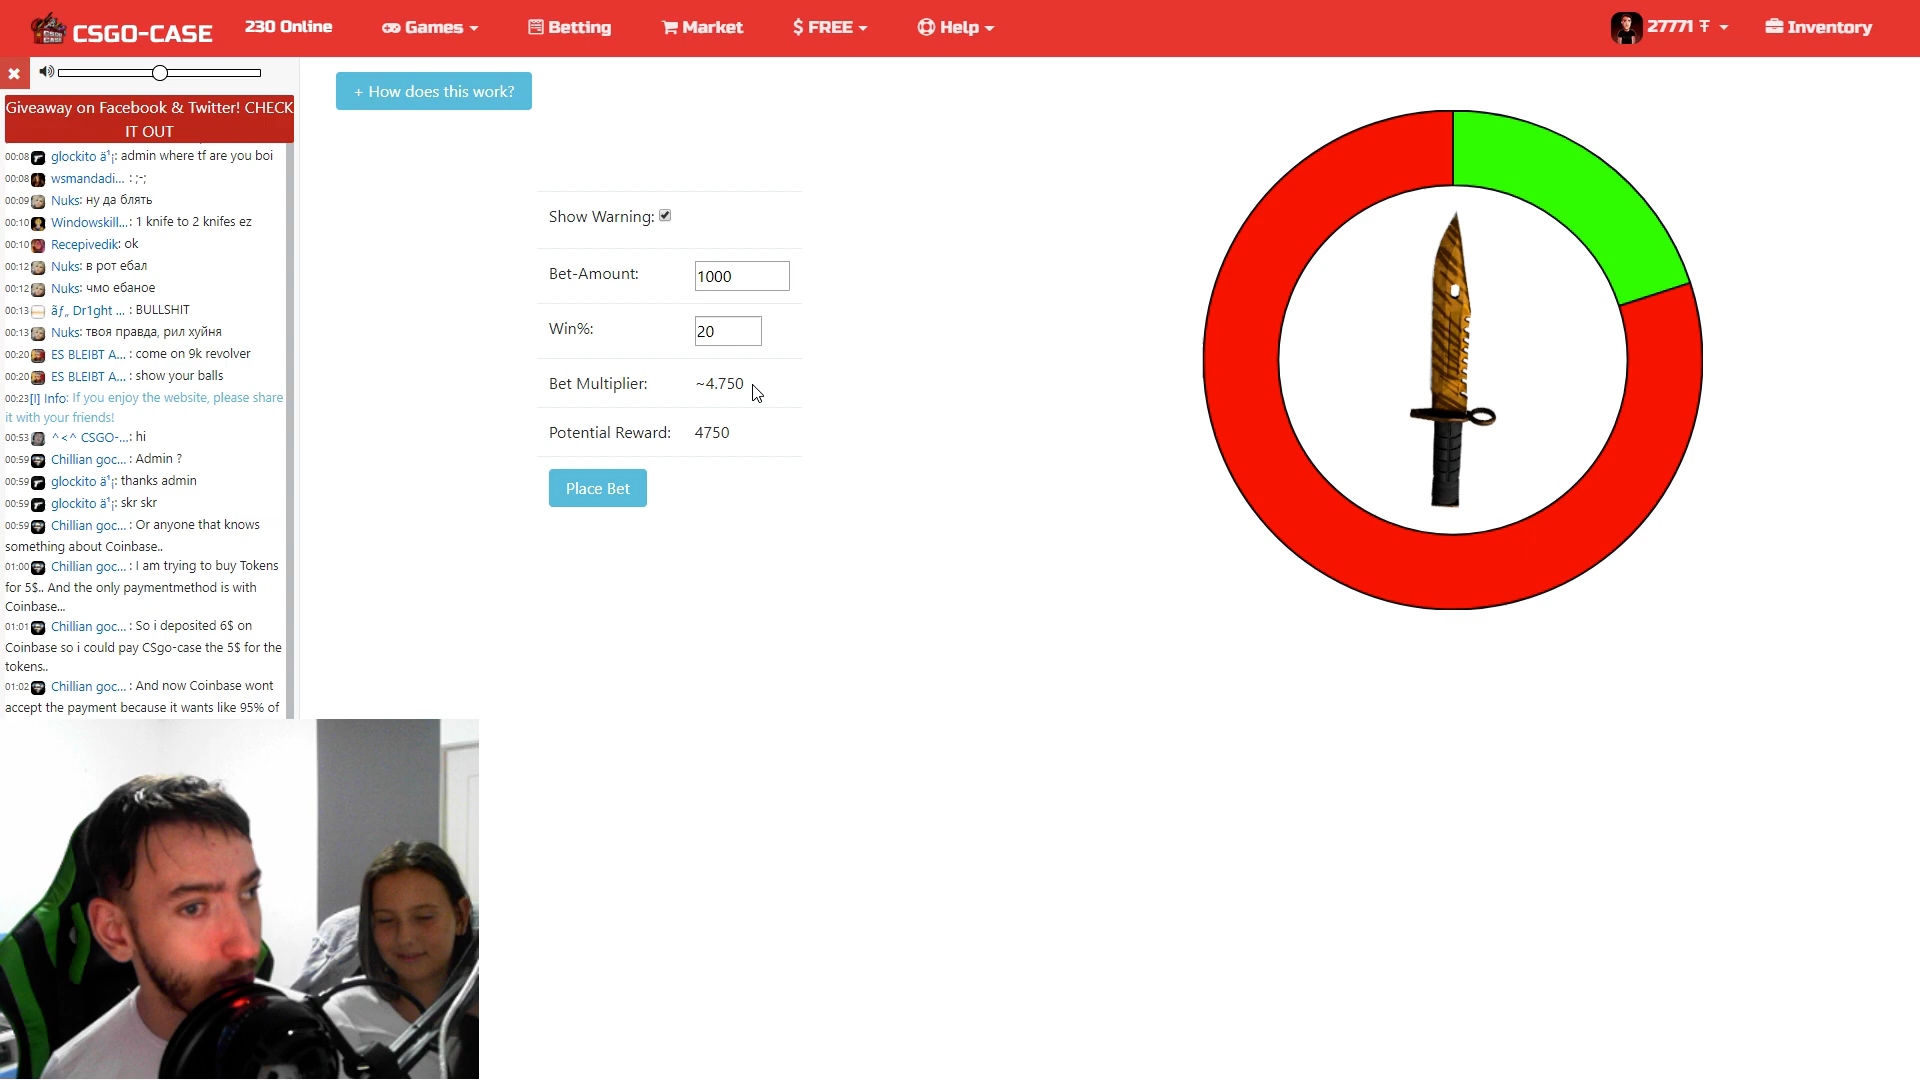 CSGO-CASE 230 Online Games Betting Market $ FREE Help 27771 Ŧ Inventory
Giveaway on Facebook & Twitter! CHECK
IT OUT
00:08 glockito ä¹¡: admin where tf are you boi
00:08 wsmandadi... : ;-;
00:09 Nuks: ну да блять
00:10 Windowskill...: 1 knife to 2 knifes ez
00:10 Recepivedik: ok
00:12 Nuks: в рот ебал
00:12 Nuks: чмо ебаное
00:13 ãƒ„ Dr1ght ... : BULLSHIT
00:13 Nuks: твоя правда, рил хуйня
00:20 ES BLEIBT A... : come on 9k revolver
00:20 ES BLEIBT A... : show your balls
00:23[I] Info: If you enjoy the website, please share
it with your friends!
00:53 ^<^ CSGO-...: hi
00:59 Chillian goc... : Admin ?
00:59 glockito ä¹¡: thanks admin
00:59 glockito ä¹¡: skr skr
00:59 Chillian goc... : Or anyone that knows
something about Coinbase..
01:00 Chillian goc... : I am trying to buy Tokens
for 5$.. And the only paymentmethod is with
Coinbase...
01:01 Chillian goc... : So i deposited 6$ on
Coinbase so i could pay CSgo-case the 5$ for the
tokens..
01:02 Chillian goc... : And now Coinbase wont
accept the payment because it wants like 95% of
+ How does this work?
Show Warning:
Bet-Amount: 1000
Win%: 20
Bet Multiplier: ~4.750
Potential Reward: 4750
Place Bet